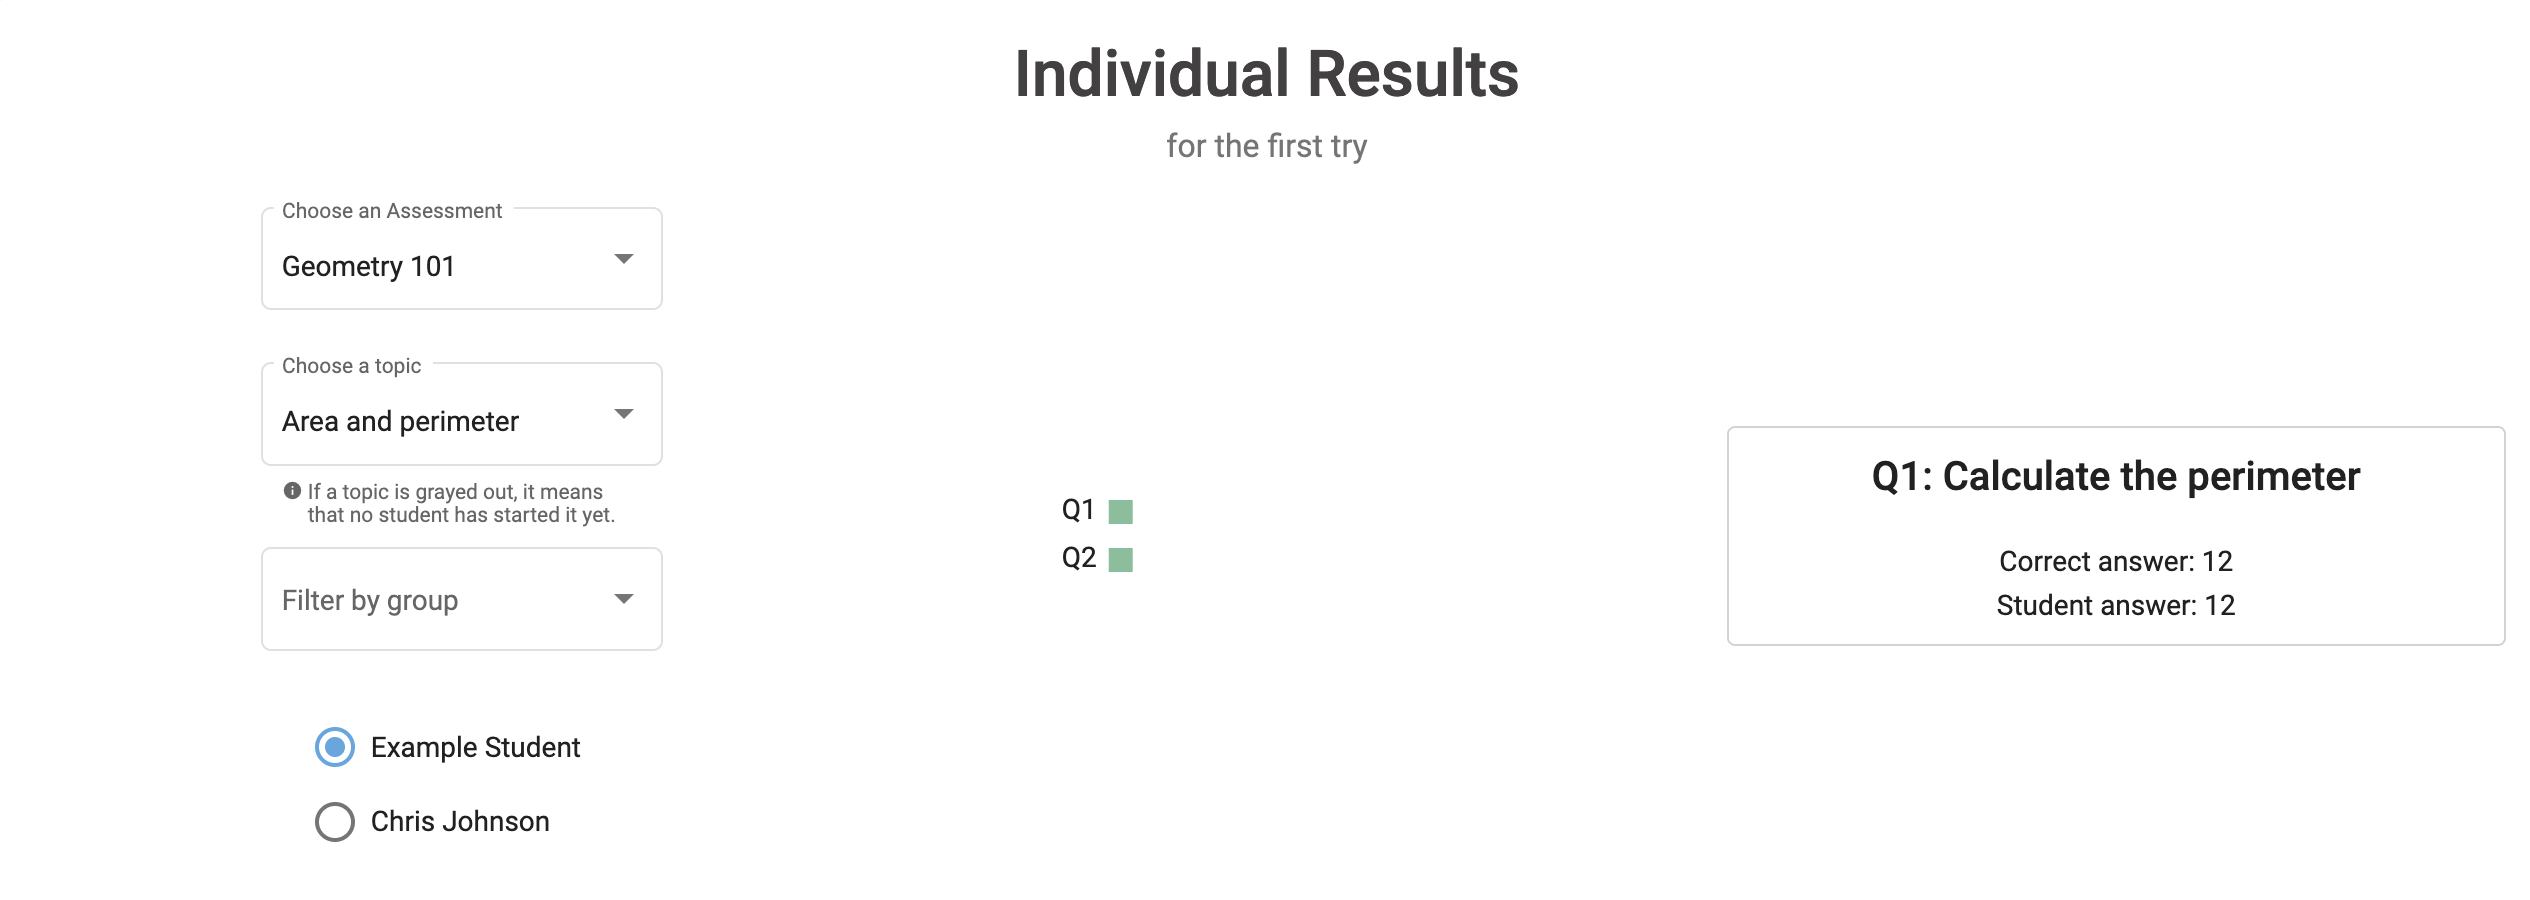 Individual Results
for the first try
Choose an Assessment
Geometry 101
Choose a topic
Area and perimeter
If a topic is grayed out, it means
that no student has started it yet.
Filter by group
Example Student
Chris Johnson
Q1
Q2
Q1: Calculate the perimeter
Correct answer: 12
Student answer: 12